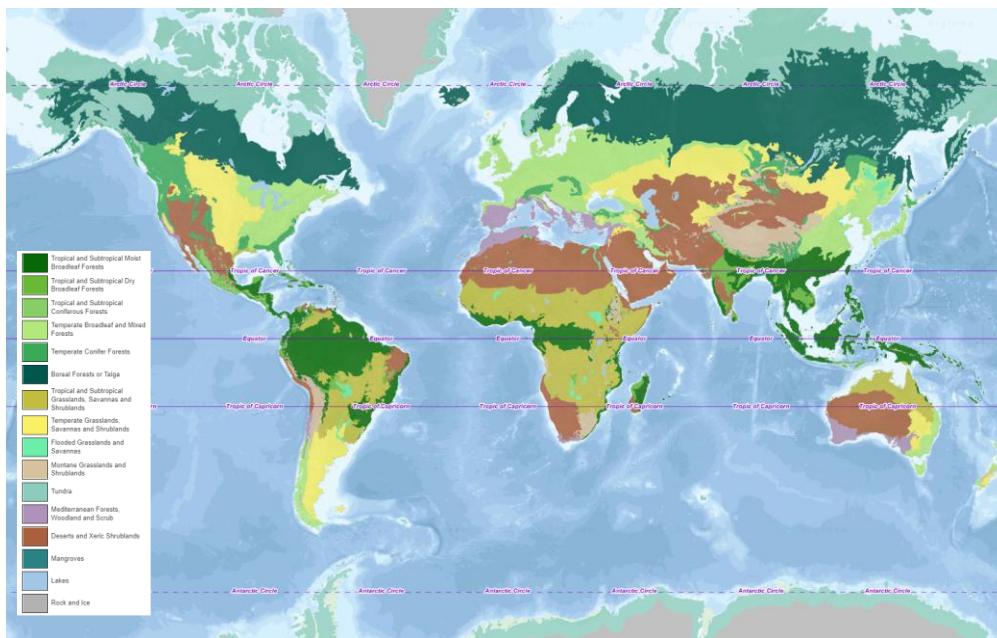 Arctic Circle Arctic Circle Arctic Circle Arctic Circle Arctic Circle Arctic Circle Arctic Circle
Tropical and Subtropical Moist
Broadleaf Forests
Tropical and Subtropical Dry
Broadleaf Forests
Tropical and Subtropical
Coniferous Forests
Temperate Broadleaf and Mixed
Forests
Temperate Conifer Forests
Boreal Forests or Taiga
Tropical and Subtropical
Grasslands, Savannas and
Shrublands
Temperate Grasslands,
Savannas and Shrublands
Flooded Grasslands and
Savannas
Montane Grasslands and
Shrublands
Tundra
Mediterranean Forests,
Woodland and Scrub
Deserts and Xeric Shrublands
Mangroves
Lakes
Rock and Ice
of Cancer Tropic of Cancer Tropic of Cancer Tropic of Cancer Tropic of Cancer Tropic of Cancer Tropic of Cancer
Equator Equator Equator Equator Equator Equator
of Capricorn Tropic of Capricorn Tropic of Capricorn Tropic of Capricorn Tropic of Capricorn Tropic of Capricorn Tropic of Capricorn
Antarctic Circle Antarctic Circle Antarctic Circle Antarctic Circle Antarctic Circle Antarctic Circle